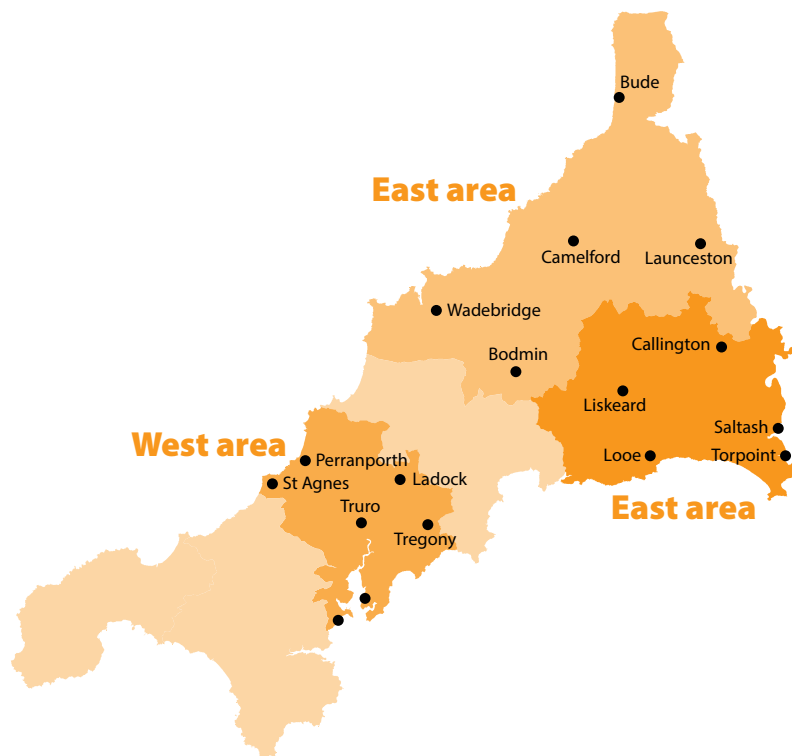 Bude
East area
Camelford
Launceston
Wadebridge
Callington
Bodmin
Liskeard
Saltash
West area
Perranporth
Looe
Torpoint
Ladock
St Agnes
Truro
East area
Tregony